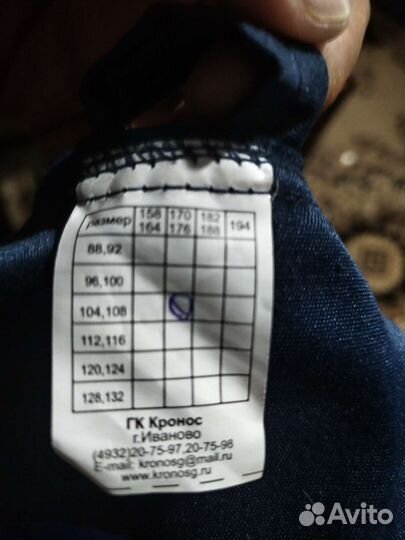 размер 158 170 182 194
164 176 188
88,92
96,100
104,108
112,116
120,124
128,132
ГК Кронос
г.Иваново
(4932)20-75-97,20-75-98
E-mail: kronosg@mail.ru
www.kronosg.ru
Avito